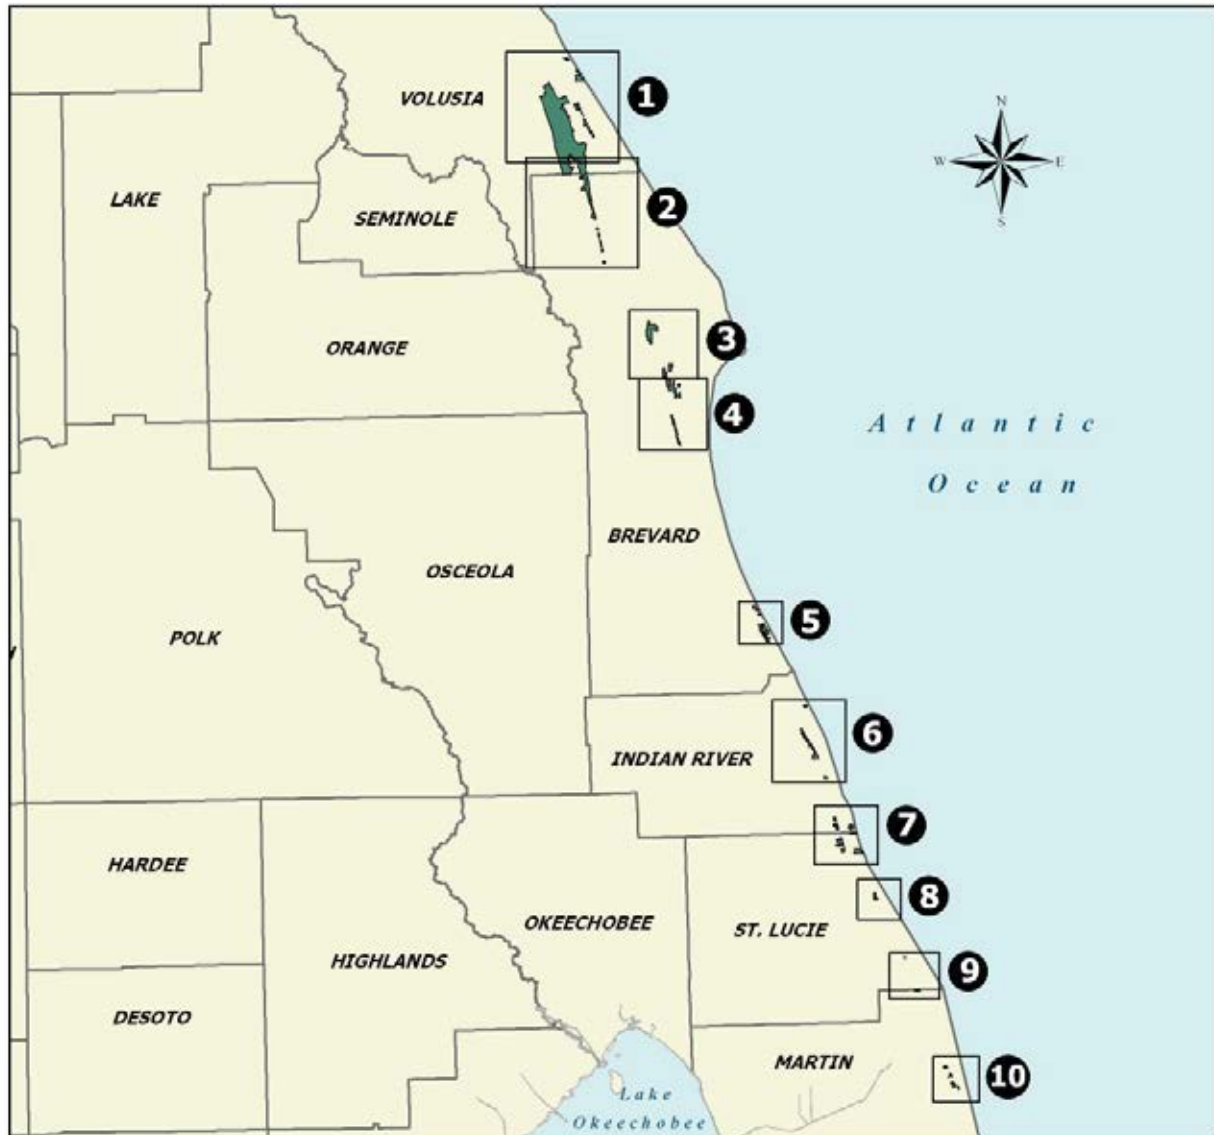 1
VOLUSIA
N
W E
S
LAKE
SEMINOLE
2
ORANGE
3
4
Atlantic
Ocean
BREVARD
OSCEOLA
5
POLK
6
INDIAN RIVER
7
HARDEE
8
OKEECHOBEE
ST. LUCIE
HIGHLANDS
9
DESOTO
MARTIN
10
Lake
Okeechobee